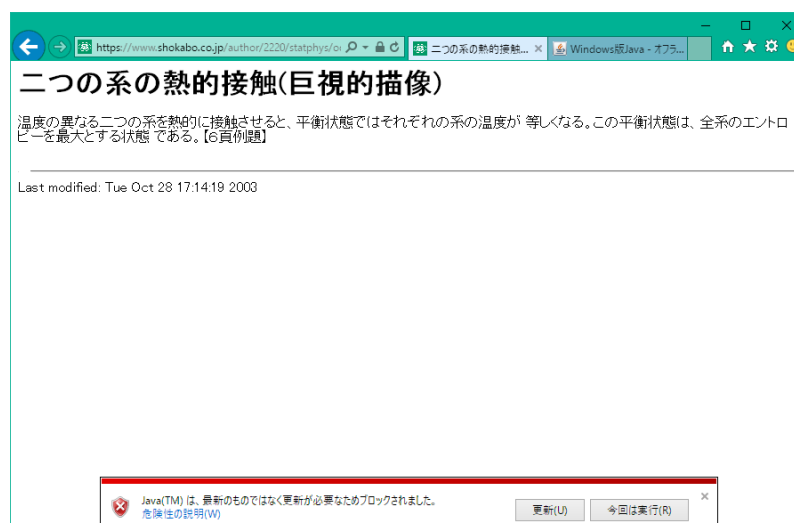 https://www.shokabo.co.jp/author/2220/statphys/
二つの系の熱的接触...
Windows版Java - オフラ...
二つの系の熱的接触(巨視的描像)
温度の異なる二つの系を熱的に接触させると、平衡状態ではそれぞれの系の温度が 等しくなる。この平衡状態は、全系のエントロ
ピーを最大とする状態 である。【6頁例題】
Last modified: Tue Oct 28 17:14:19 2003
Java(TM) は、最新のものではなく更新が必要なためブロックされました。
危険性の説明(W)
更新(U)
今回は実行(R)